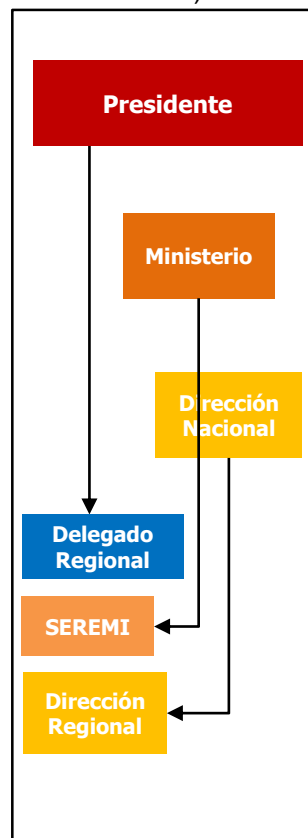 Presidente
Ministerio
Dirección
Nacional
Delegado
Regional
SEREMI
Dirección
Regional